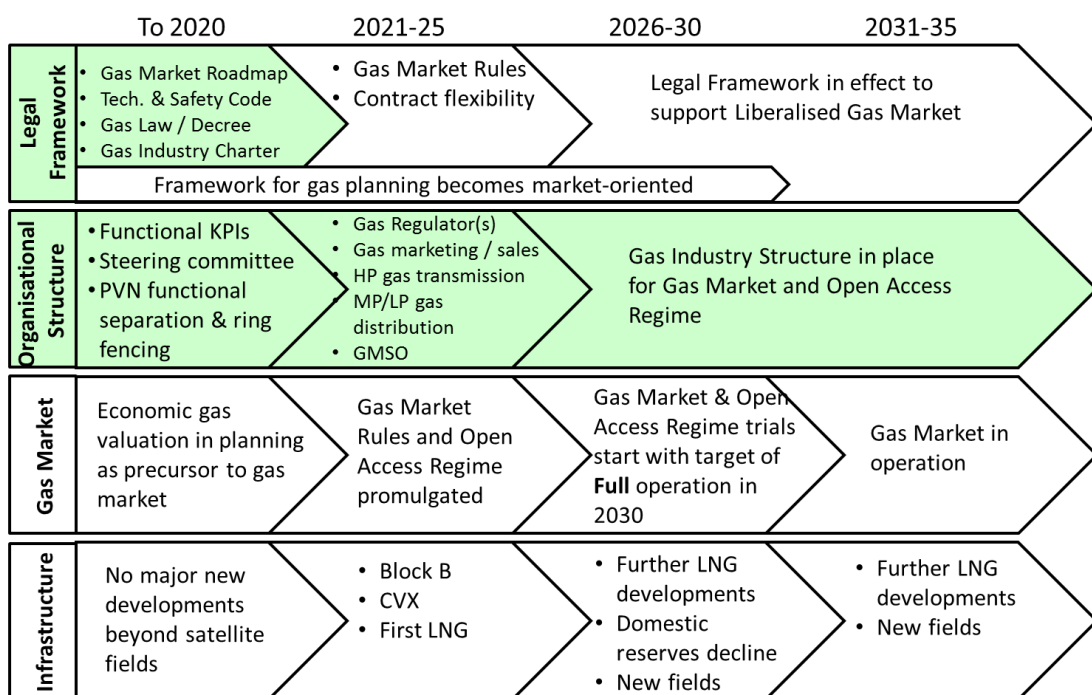 To 2020
2021-25
2026-30
2031-35
Legal
Framework
• Gas Market Roadmap
• Tech. & Safety Code
• Gas Law / Decree
• Gas Industry Charter
• Gas Market Rules
• Contract flexibility
Legal Framework in effect to
support Liberalised Gas Market
Framework for gas planning becomes market-oriented
Organisational
Structure
• Functional KPIs
• Steering committee
• PVN functional
separation & ring
fencing
• Gas Regulator(s)
• Gas marketing / sales
• HP gas transmission
• MP/LP gas
distribution
• GMSO
Gas Industry Structure in place
for Gas Market and Open Access
Regime
Gas Market
Economic gas
valuation in planning
as precursor to gas
market
Gas Market
Rules and Open
Access Regime
promulgated
Gas Market & Open
Access Regime trials
start with target of
Full operation in
2030
Gas Market in
operation
Infrastructure
No major new
developments
beyond satellite
fields
• Block B
• CVX
• First LNG
• Further LNG
developments
• Domestic
reserves decline
• New fields
• Further LNG
developments
• New fields